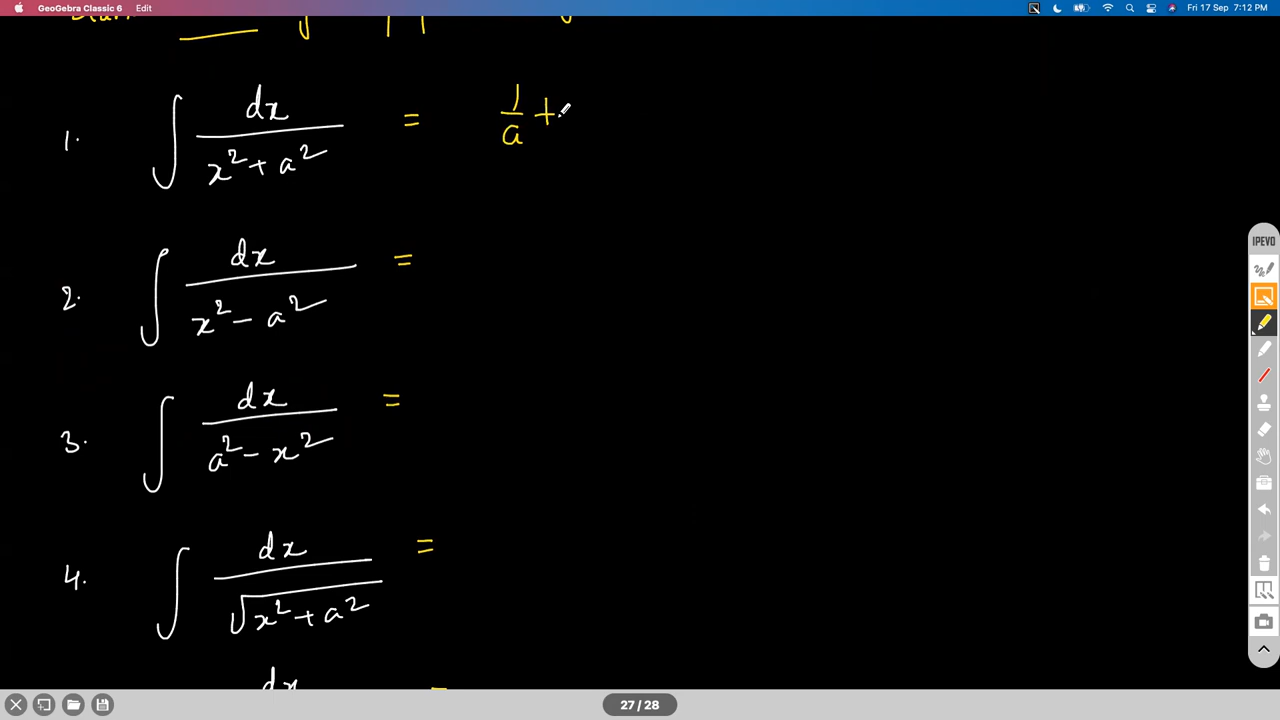 GeoGebra Classic 6 Edit Fri 17 Sep 7:12 PM
1. ∫ dx / (x² + a²) = 1/a t
2. ∫ dx / (x² − a²) =
3. ∫ dx / (a² − x²) =
4. ∫ dx / √(x² + a²) =
dx =
IPEVO
27 / 28